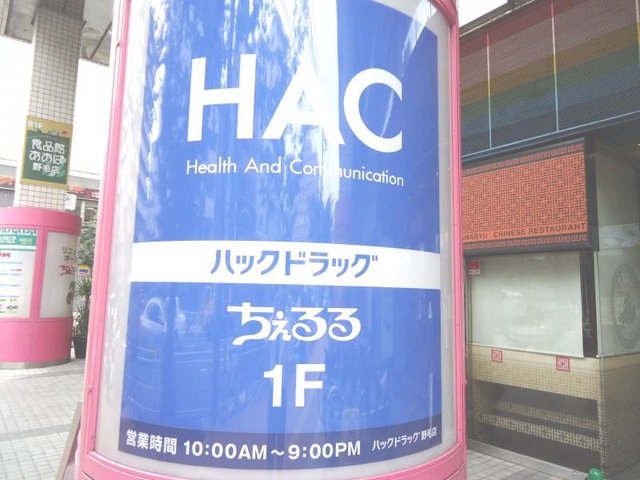 HAC
Health And Communication
ハックドラッグ
ちぇるる
1F
営業時間 10:00AM～9:00PM ハックドラッグ 野毛店
B1F
食品館
あおば
野毛店
MARYU CHINESE RESTAURANT